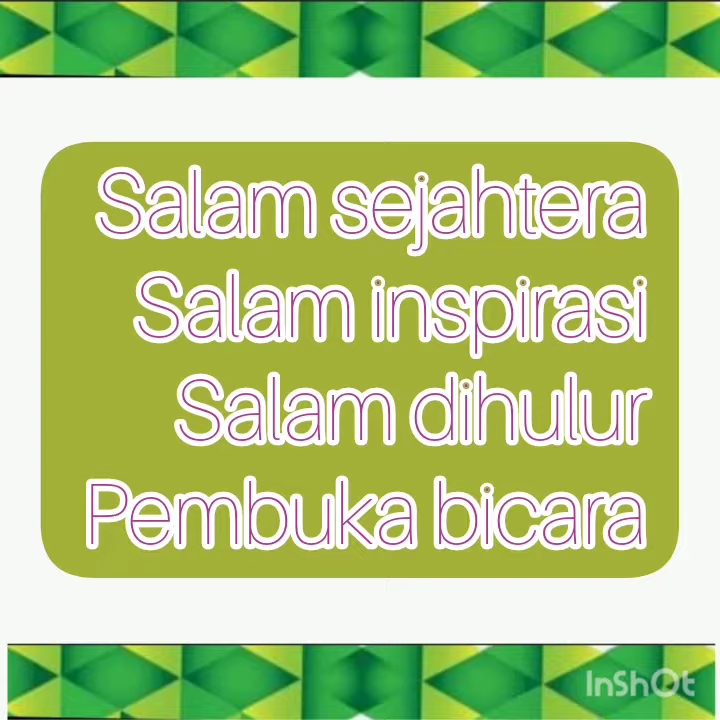 Salam sejahtera
Salam inspirasi
Salam dihulur
Pembuka bicara
InShOt